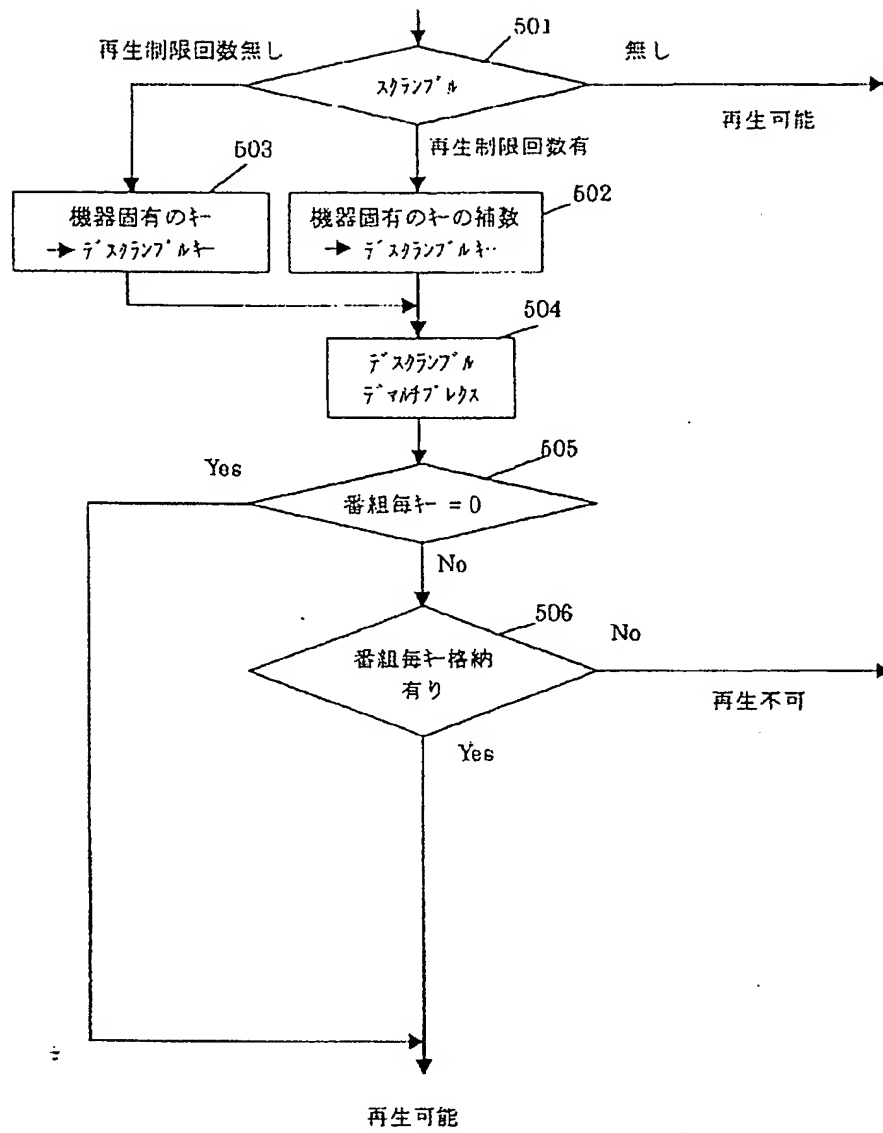 501
再生制限回数無し
無し
スクランブル
再生可能
再生制限回数有
503
502
機器固有のキー
→ デスクランブルキー
機器固有のキーの補数
→ デスクランブルキー
504
デスクランブル
デマルチプレクス
505
Yes
番組毎キー = 0
No
506
No
番組毎キー格納
有り
再生不可
Yes
再生可能